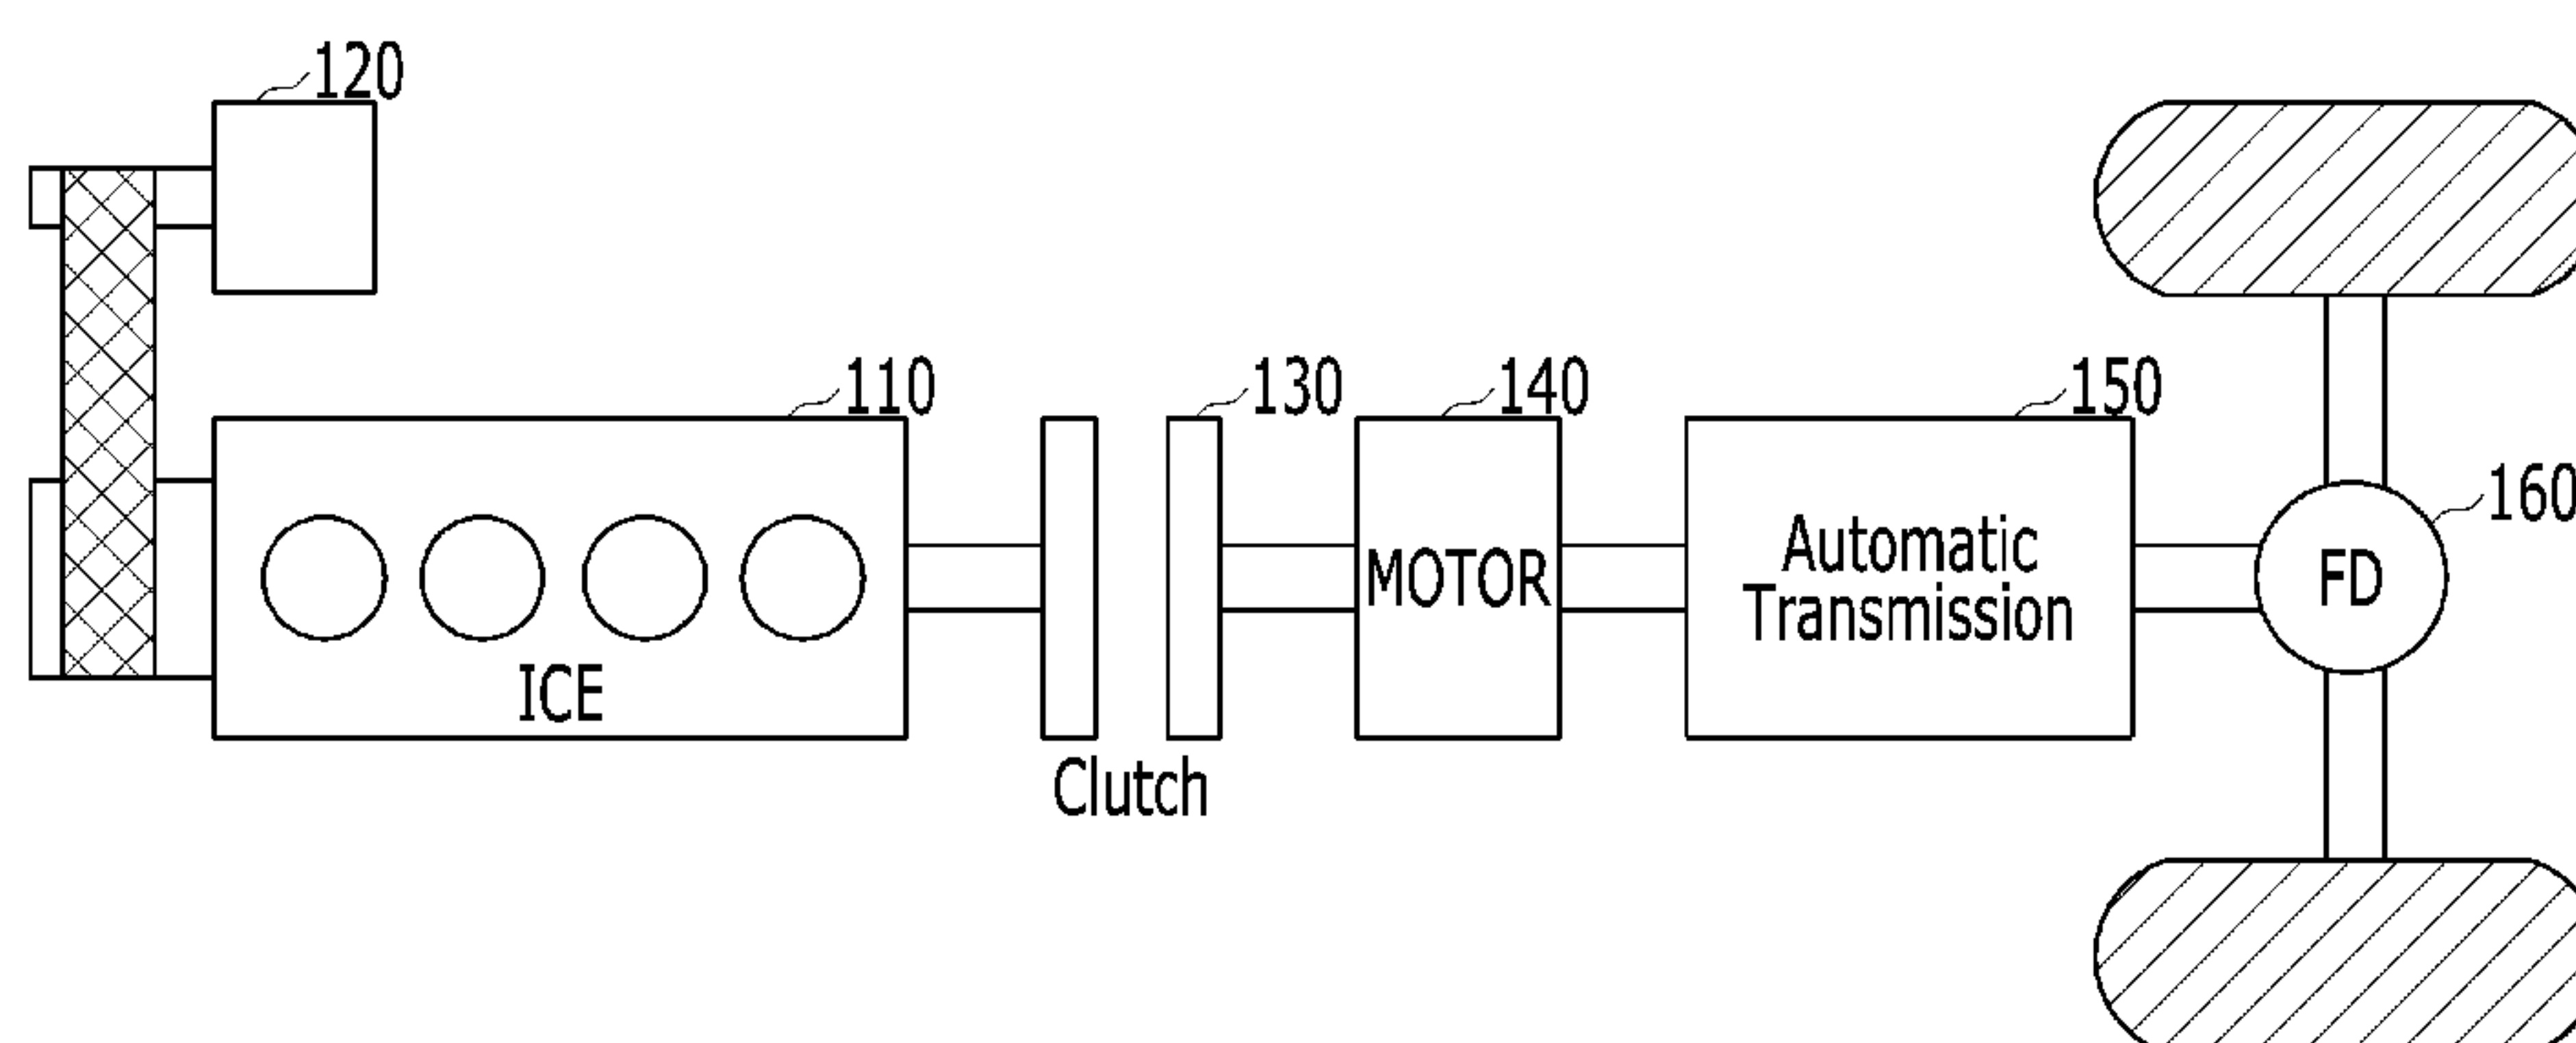 120
110
130
140
150
160
Automatic
Transmission
MOTOR
FD
ICE
Clutch